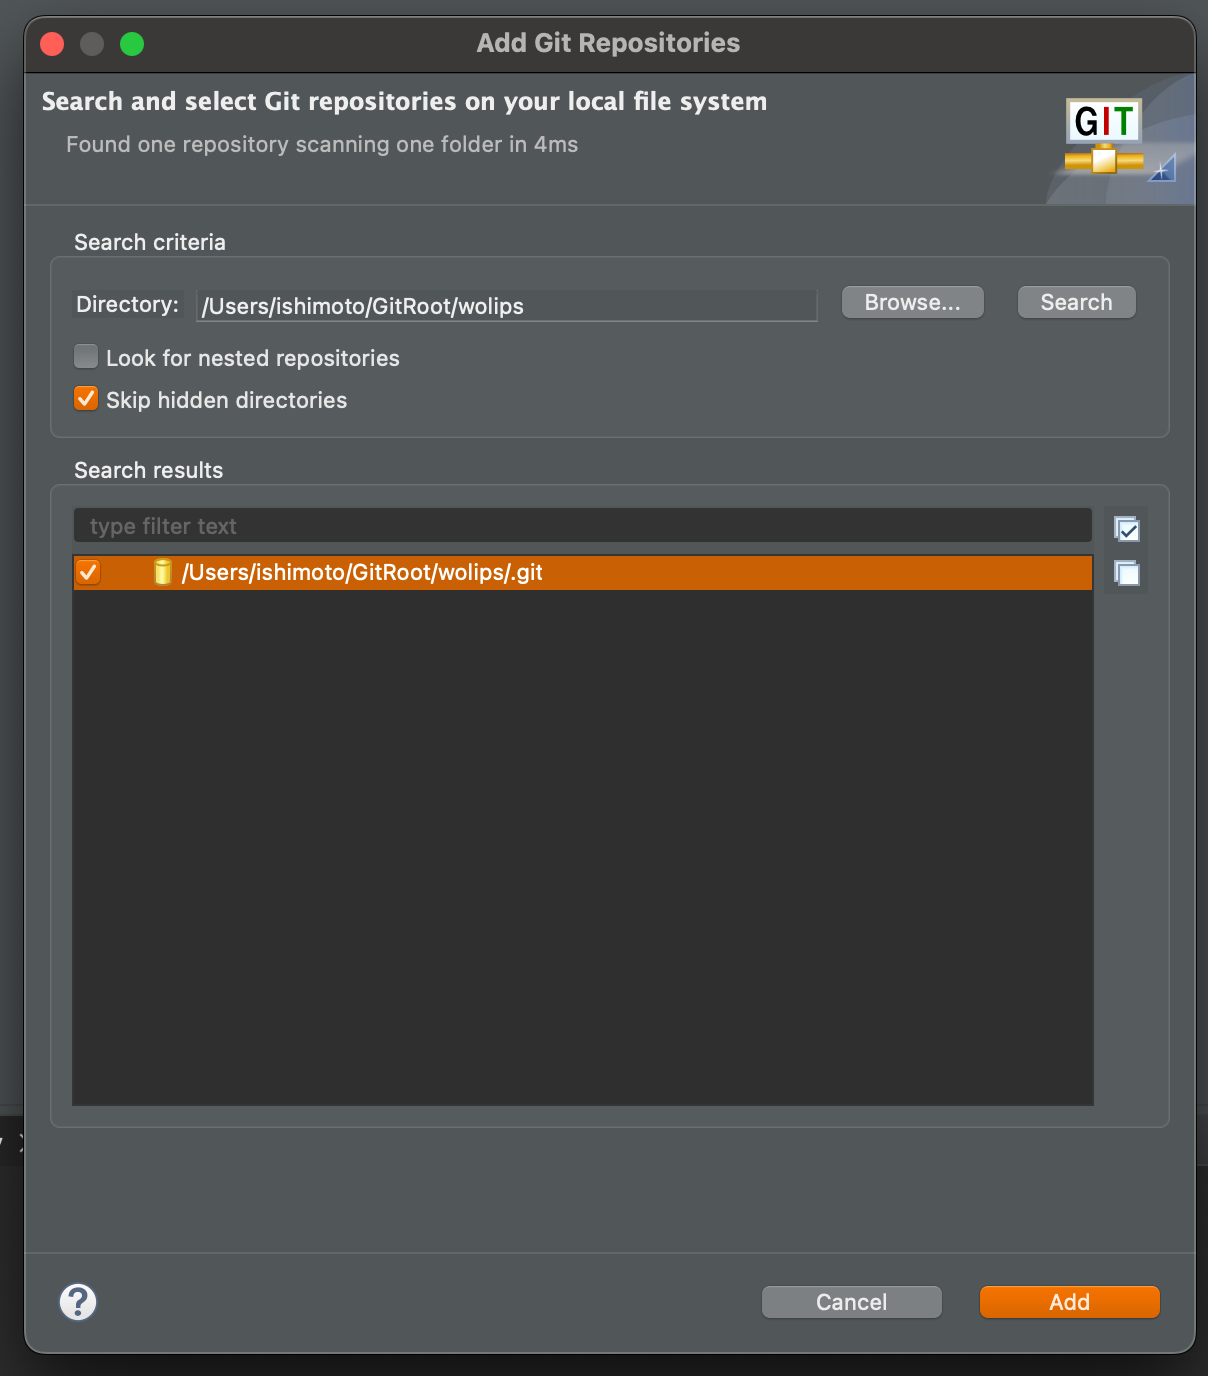 Add Git Repositories
Search and select Git repositories on your local file system
Found one repository scanning one folder in 4ms
GIT
Search criteria
Directory: /Users/ishimoto/GitRoot/wolips Browse... Search
Look for nested repositories
Skip hidden directories
Search results
type filter text
/Users/ishimoto/GitRoot/wolips/.git
? Cancel Add